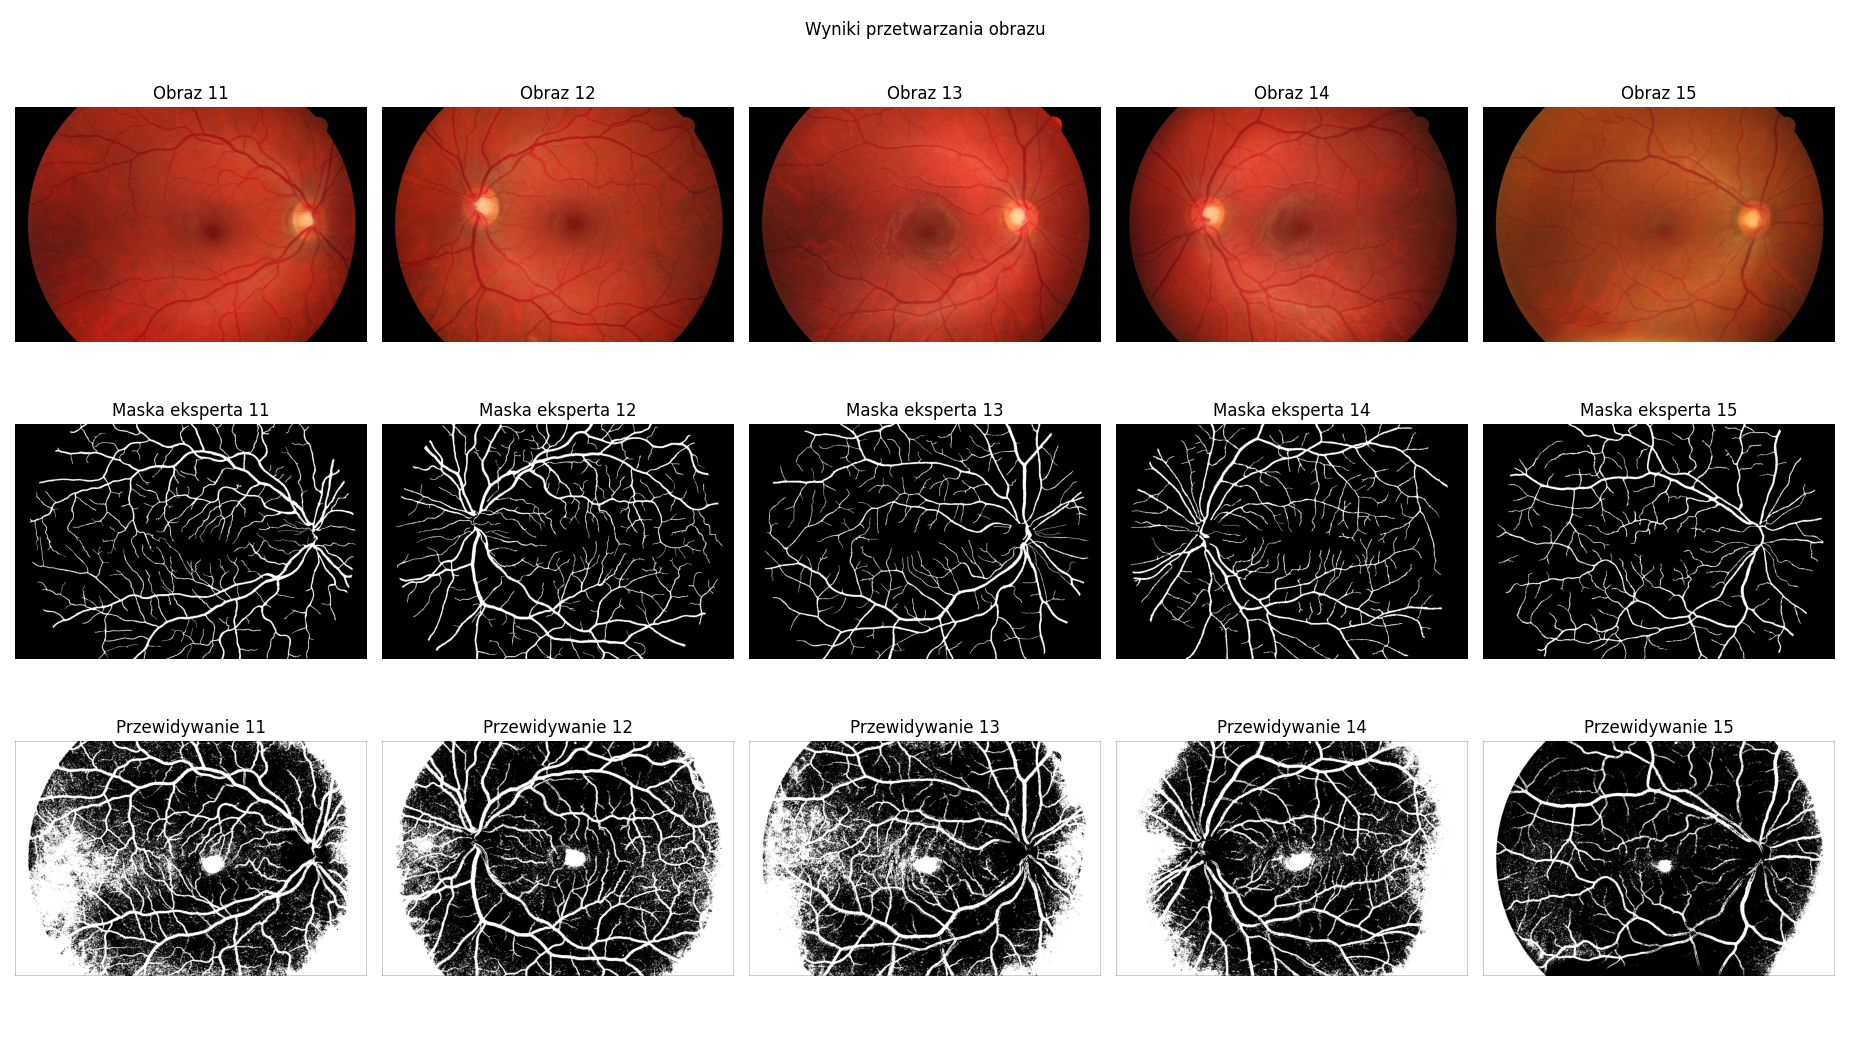 Wyniki przetwarzania obrazu
Obraz 11
Obraz 12
Obraz 13
Obraz 14
Obraz 15
Maska eksperta 11
Maska eksperta 12
Maska eksperta 13
Maska eksperta 14
Maska eksperta 15
Przewidywanie 11
Przewidywanie 12
Przewidywanie 13
Przewidywanie 14
Przewidywanie 15